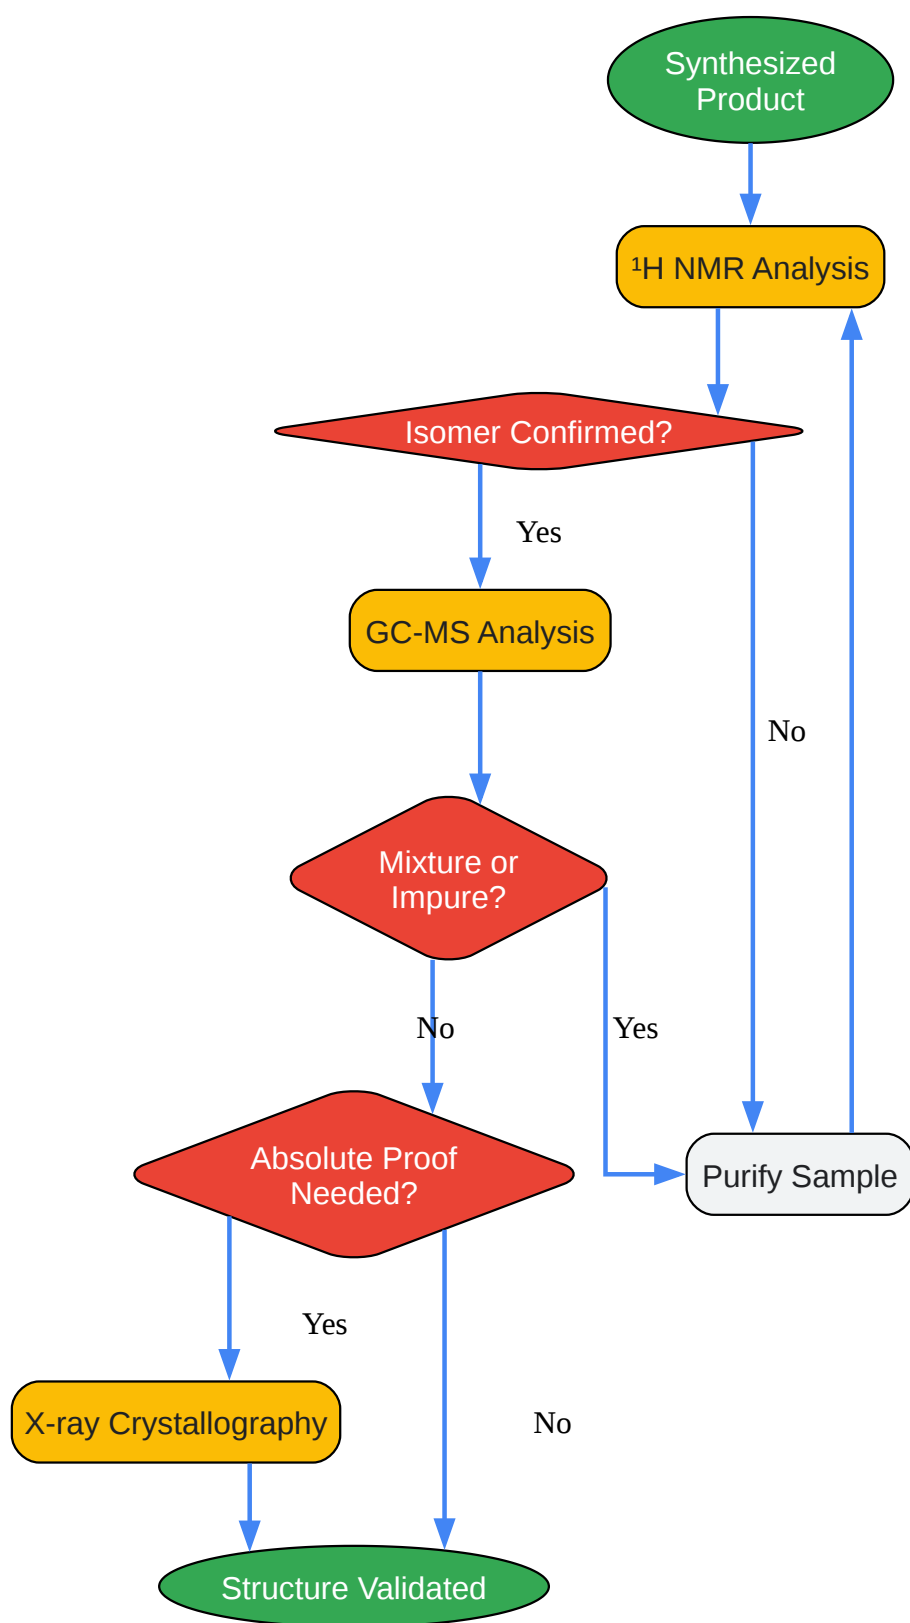 Synthesized
Product
¹H NMR Analysis
Isomer Confirmed?
Yes
GC-MS Analysis
No
Mixture or
Impure?
No
Yes
Absolute Proof
Needed?
Purify Sample
Yes
X-ray Crystallography
No
Structure Validated